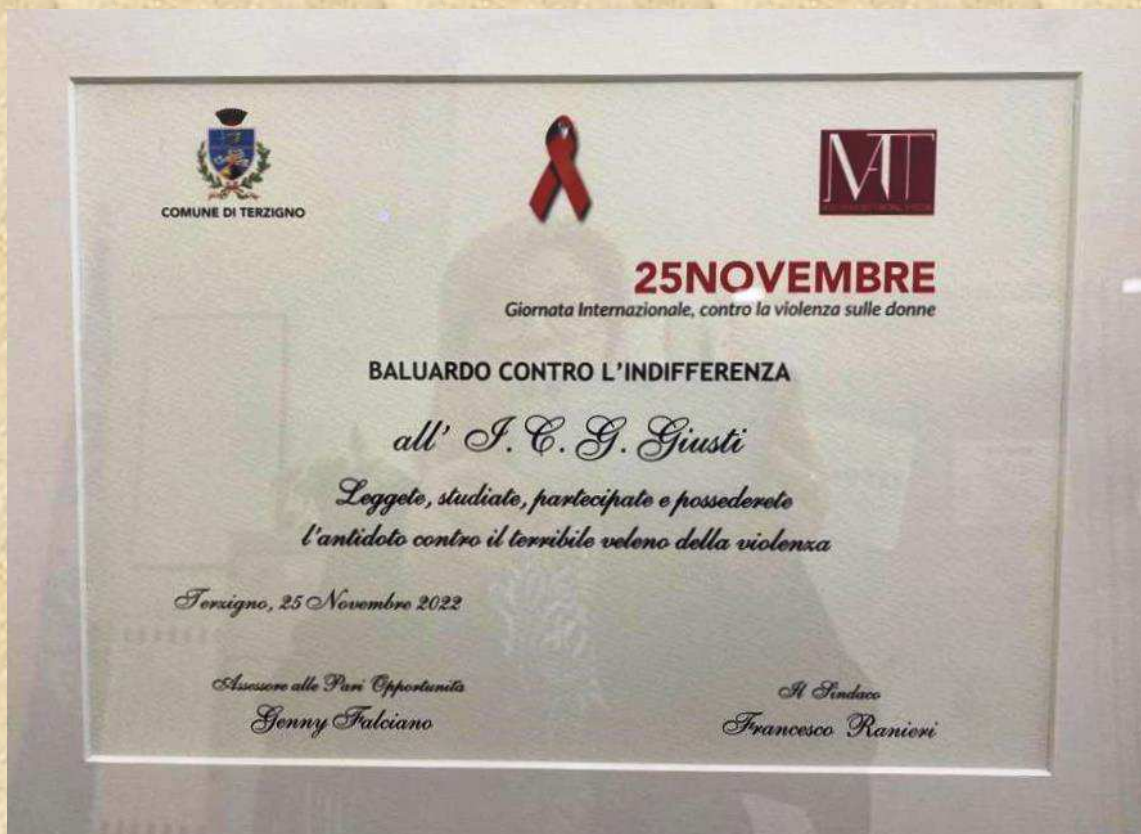 COMUNE DI TERZIGNO
MAT
25NOVEMBRE
Giornata Internazionale, contro la violenza sulle donne
BALUARDO CONTRO L'INDIFFERENZA
all' I. C. G. Giusti
Leggete, studiate, partecipate e possederete
l'antidoto contro il terribile veleno della violenza
Terzigno, 25 Novembre 2022
Assessore alle Pari Opportunità
Genny Falciano
Il Sindaco
Francesco Ranieri